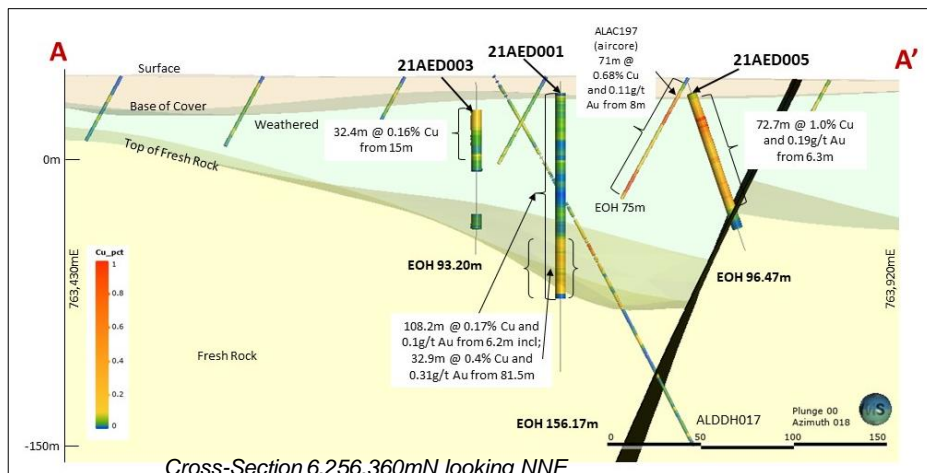 A
A'
21AED003
21AED001
21AED005
ALAC197
(aircore)
71m @
0.68% Cu
and 0.11g/t
Au from 8m
Surface
Base of Cover
Weathered
Top of Fresh Rock
0m
32.4m @ 0.16% Cu
from 15m
72.7m @ 1.0% Cu
and 0.19g/t Au
from 6.3m
EOH 75m
EOH 93.20m
EOH 96.47m
763,430mE
763,920mE
Cu_pct
1
0.8
0.6
0.4
0.2
0
108.2m @ 0.17% Cu and
0.1g/t Au from 6.2m incl;
32.9m @ 0.4% Cu and
0.31g/t Au from 81.5m
Fresh Rock
EOH 156.17m
ALDDH017
Plunge 00
Azimuth 018
0
50
100
150
-150m
Cross-Section 6,256,360mN looking NNE